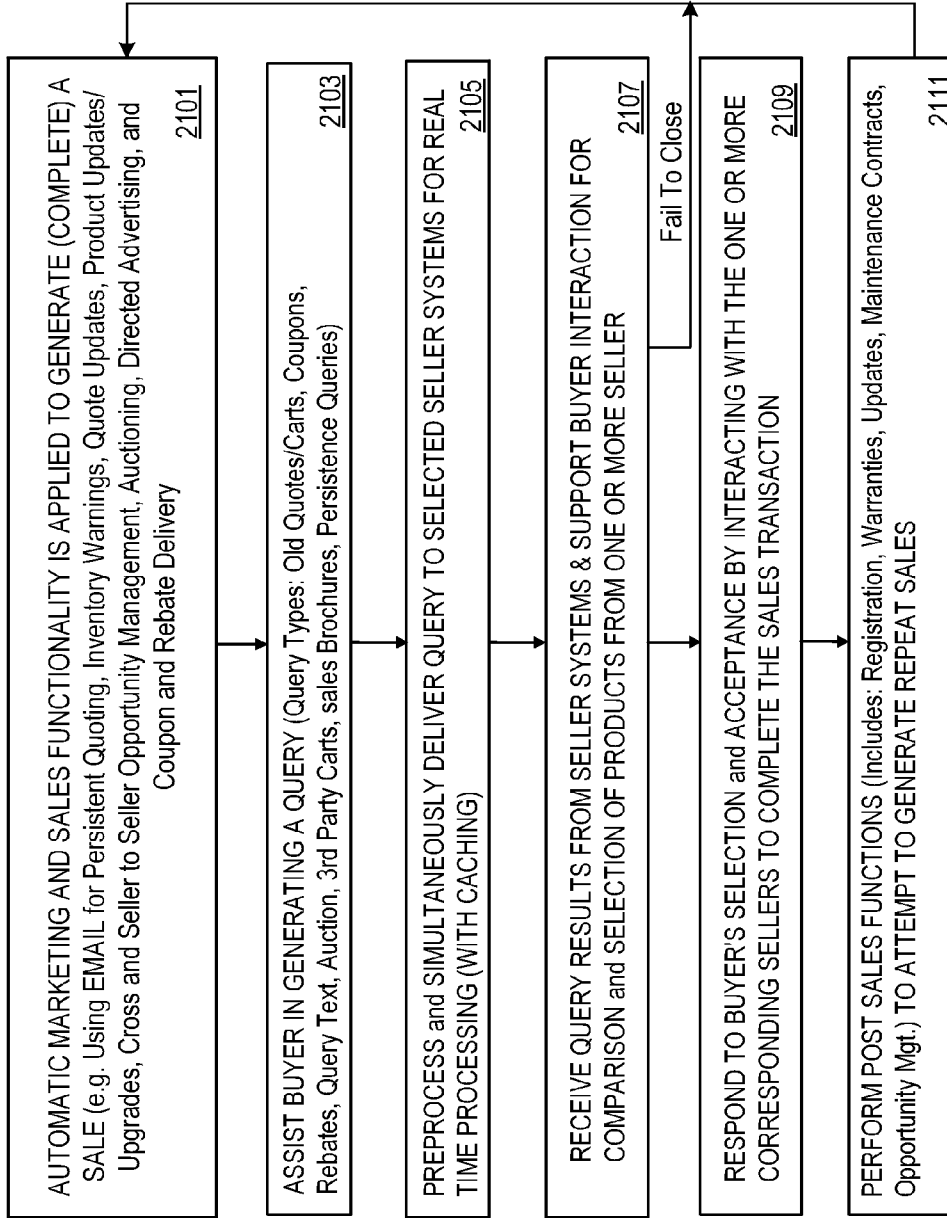 AUTOMATIC MARKETING AND SALES FUNCTIONALITY IS APPLIED TO GENERATE (COMPLETE) A
SALE (e.g. Using EMAIL for Persistent Quoting, Inventory Warnings, Quote Updates, Product Updates/
Upgrades, Cross and Seller to Seller Opportunity Management, Auctioning, Directed Advertising, and
Coupon and Rebate Delivery
2101
ASSIST BUYER IN GENERATING A QUERY (Query Types: Old Quotes/Carts, Coupons,
Rebates, Query Text, Auction, 3rd Party Carts, sales Brochures, Persistence Queries)
2103
PREPROCESS and SIMULTANEOUSLY DELIVER QUERY TO SELECTED SELLER SYSTEMS FOR REAL
TIME PROCESSING (WITH CACHING)
2105
RECEIVE QUERY RESULTS FROM SELLER SYSTEMS & SUPPORT BUYER INTERACTION FOR
COMPARISON and SELECTION OF PRODUCTS FROM ONE OR MORE SELLER
2107
Fail To Close
RESPOND TO BUYER'S SELECTION and ACCEPTANCE BY INTERACTING WITH THE ONE OR MORE
CORRESPONDING SELLERS TO COMPLETE THE SALES TRANSACTION
2109
PERFORM POST SALES FUNCTIONS (Includes: Registration, Warranties, Updates, Maintenance Contracts,
Opportunity Mgt.) TO ATTEMPT TO GENERATE REPEAT SALES
2111